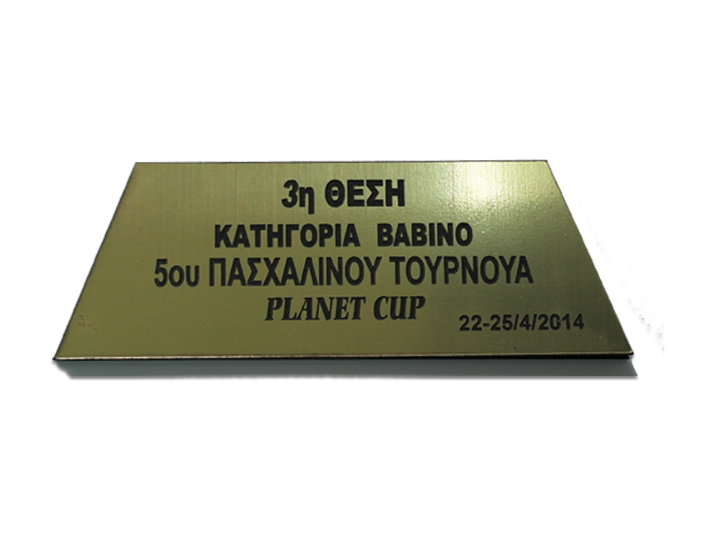 3η ΘΕΣΗ
ΚΑΤΗΓΟΡΙΑ ΒΑΒΙΝΟ
5ου ΠΑΣΧΑΛΙΝΟΥ ΤΟΥΡΝΟΥΑ
PLANET CUP
22-25/4/2014